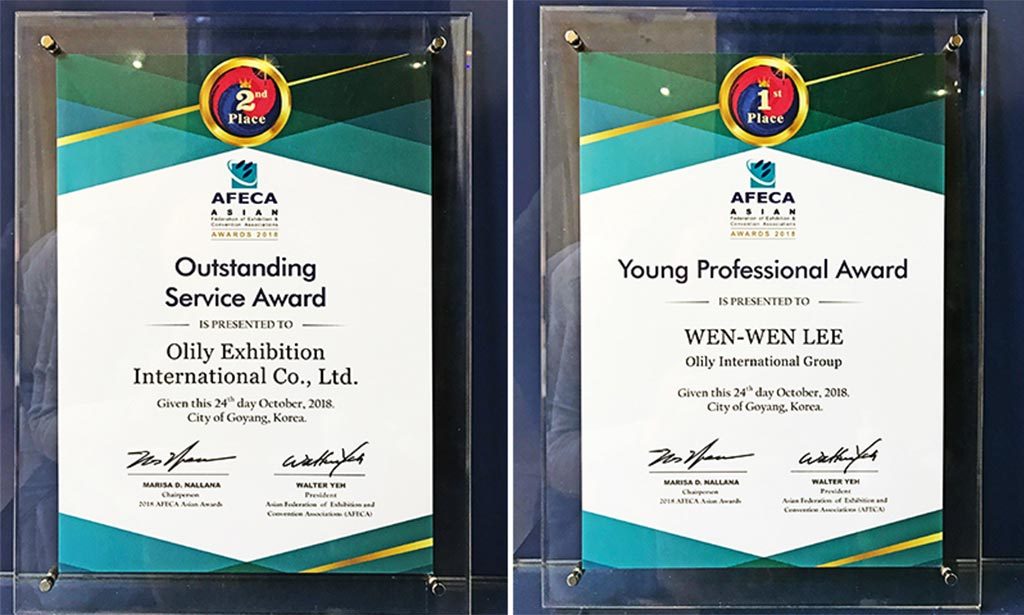 2nd
Place
AFECA
ASIAN
Federation of Exhibition &
Convention Associations
AWARDS 2018
Outstanding
Service Award
IS PRESENTED TO
Olily Exhibition
International Co., Ltd.
Given this 24th day October, 2018.
City of Goyang, Korea.
MARISA D. NALLANA
Chairperson
2018 AFECA Asian Awards
WALTER YEH
President
Asian Federation of Exhibition and
Convention Associations (AFECA)
1st
Place
AFECA
ASIAN
Federation of Exhibition &
Convention Associations
AWARDS 2018
Young Professional Award
IS PRESENTED TO
WEN-WEN LEE
Olily International Group
Given this 24th day October, 2018.
City of Goyang, Korea.
MARISA D. NALLANA
Chairperson
2018 AFECA Asian Awards
WALTER YEH
President
Asian Federation of Exhibition and
Convention Associations (AFECA)